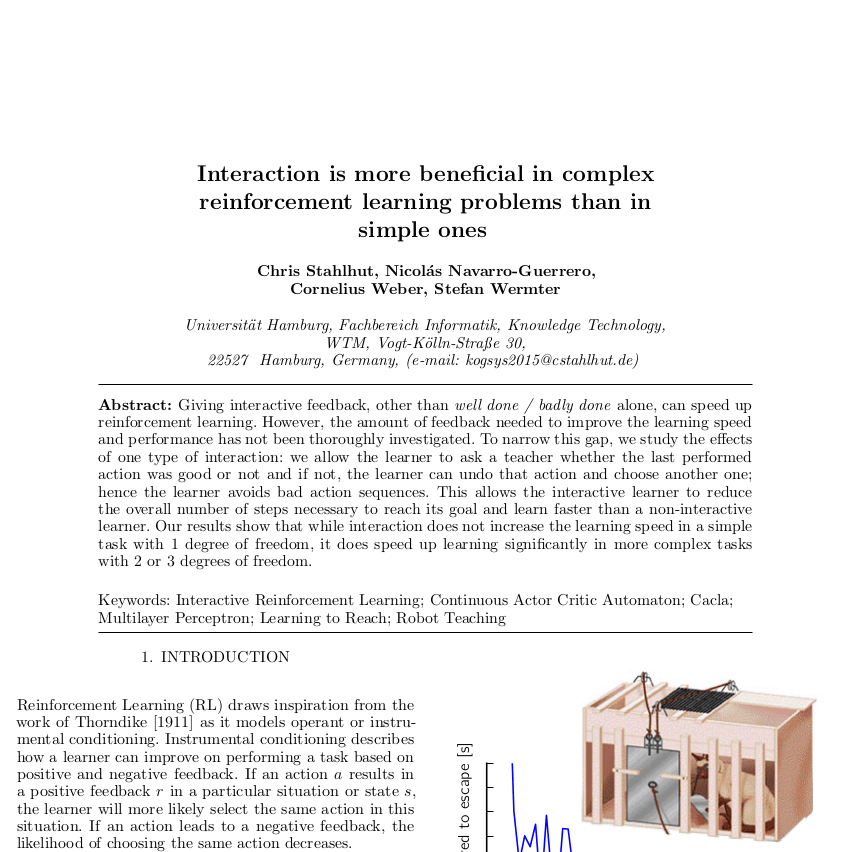 Interaction is more beneficial in complex
reinforcement learning problems than in
simple ones
Chris Stahlhut, Nicolás Navarro-Guerrero,
Cornelius Weber, Stefan Wermter
Universität Hamburg, Fachbereich Informatik, Knowledge Technology,
WTM, Vogt-Kölln-Straße 30,
22527 Hamburg, Germany, (e-mail: kogsys2015@cstahlhut.de)
Abstract: Giving interactive feedback, other than well done / badly done alone, can speed up
reinforcement learning. However, the amount of feedback needed to improve the learning speed
and performance has not been thoroughly investigated. To narrow this gap, we study the effects
of one type of interaction: we allow the learner to ask a teacher whether the last performed
action was good or not and if not, the learner can undo that action and choose another one;
hence the learner avoids bad action sequences. This allows the interactive learner to reduce
the overall number of steps necessary to reach its goal and learn faster than a non-interactive
learner. Our results show that while interaction does not increase the learning speed in a simple
task with 1 degree of freedom, it does speed up learning significantly in more complex tasks
with 2 or 3 degrees of freedom.
Keywords: Interactive Reinforcement Learning; Continuous Actor Critic Automaton; Cacla;
Multilayer Perceptron; Learning to Reach; Robot Teaching
1. INTRODUCTION
Reinforcement Learning (RL) draws inspiration from the
work of Thorndike [1911] as it models operant or instru-
mental conditioning. Instrumental conditioning describes
how a learner can improve on performing a task based on
positive and negative feedback. If an action a results in
a positive feedback r in a particular situation or state s,
the learner will more likely select the same action in this
situation. If an action leads to a negative feedback, the
likelihood of choosing the same action decreases.
to escape [s]